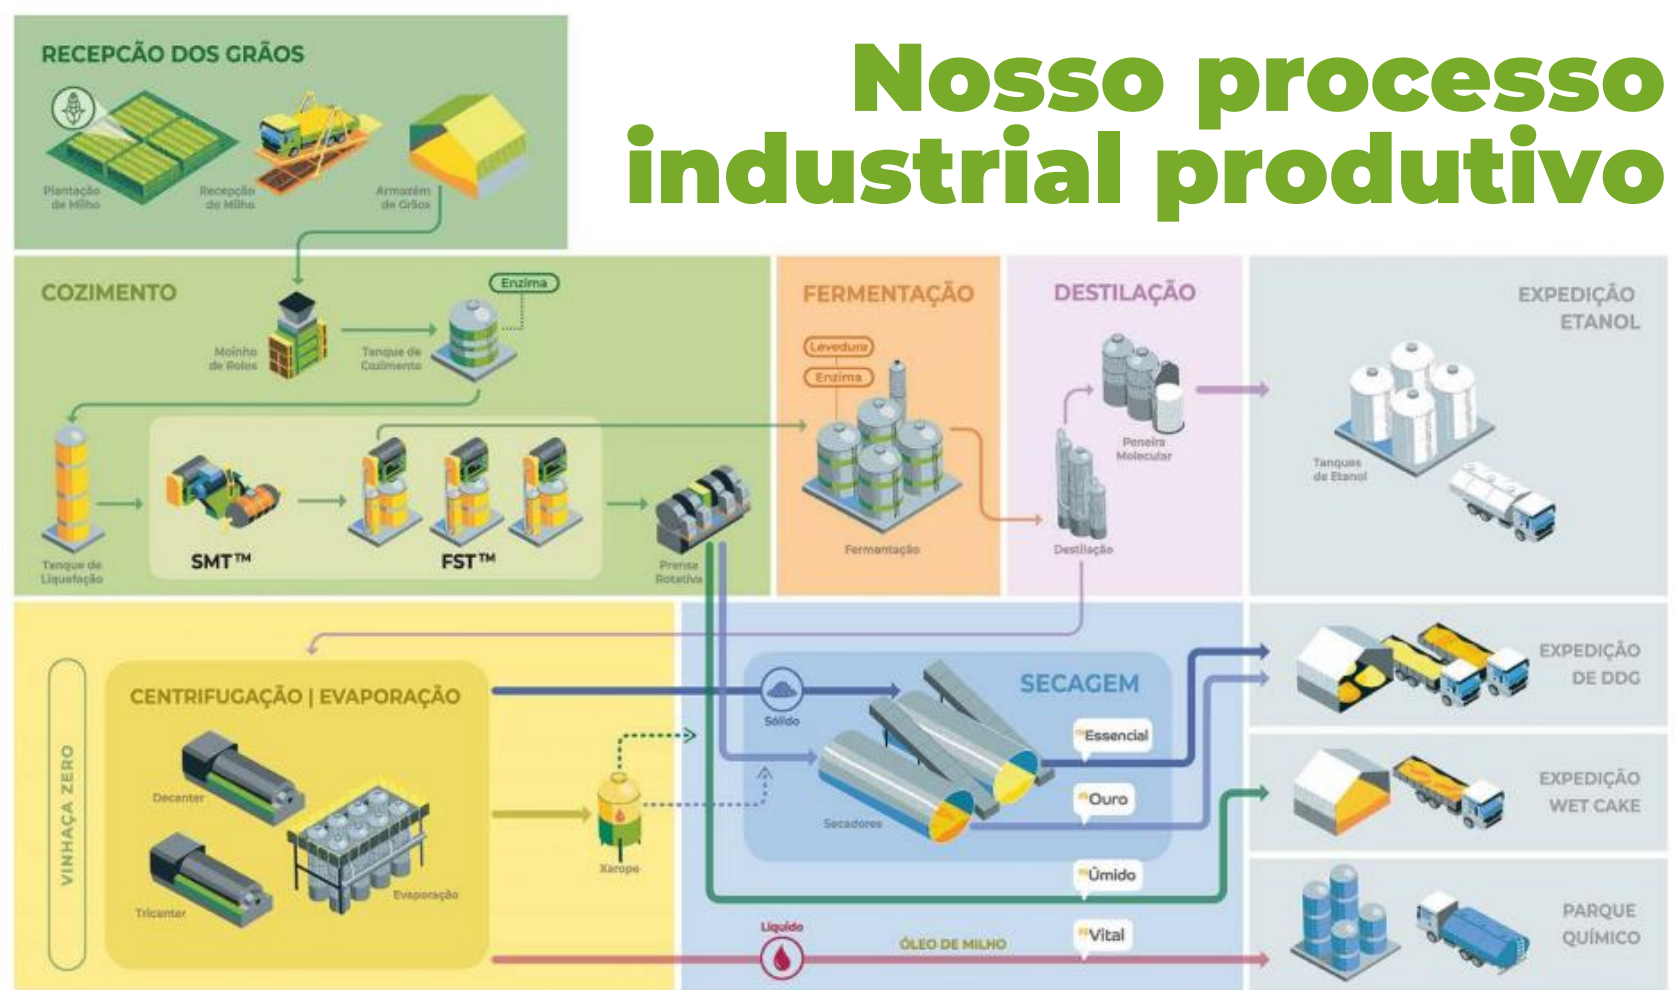 Nosso processo
industrial produtivo
RECEPCÃO DOS GRÃOS
Plantação
de Milho
Recepção
do Milho
Armazém
de Grãos
COZIMENTO
Enzima
Moinho
de Rolos
Tanque de
Cozimento
Tanque de
Liquefação
SMT™
FST™
Prensa
Rotativa
FERMENTAÇÃO
Levedura
Enzima
Fermentação
DESTILAÇÃO
Peneira
Molecular
Destilação
EXPEDIÇÃO
ETANOL
Tanques
de Etanol
VINHAÇA ZERO
CENTRIFUGAÇÃO | EVAPORAÇÃO
Decanter
Tricanter
Evaporação
Xarope
Sólido
SECAGEM
Secadores
Essencial
Ouro
Úmido
Vital
Líquido
ÓLEO DE MILHO
EXPEDIÇÃO
DE DDG
EXPEDIÇÃO
WET CAKE
PARQUE
QUÍMICO